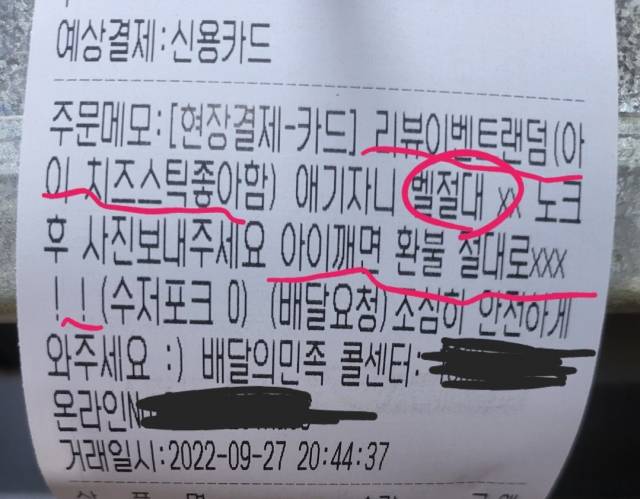 예상결제:신용카드
주문메모:[현장결제-카드] 리뷰이벤트랜덤(아
이 치즈스틱좋아함) 애기자니 벨절대 xx 노크
후 사진보내주세요 아이깨면 환불 절대로xxx
!!(수저포크 0) (배달요청)조심히 안전하게
와주세요 :) 배달의민족 콜센터:
온라인
거래일시:2022-09-27 20:44:37